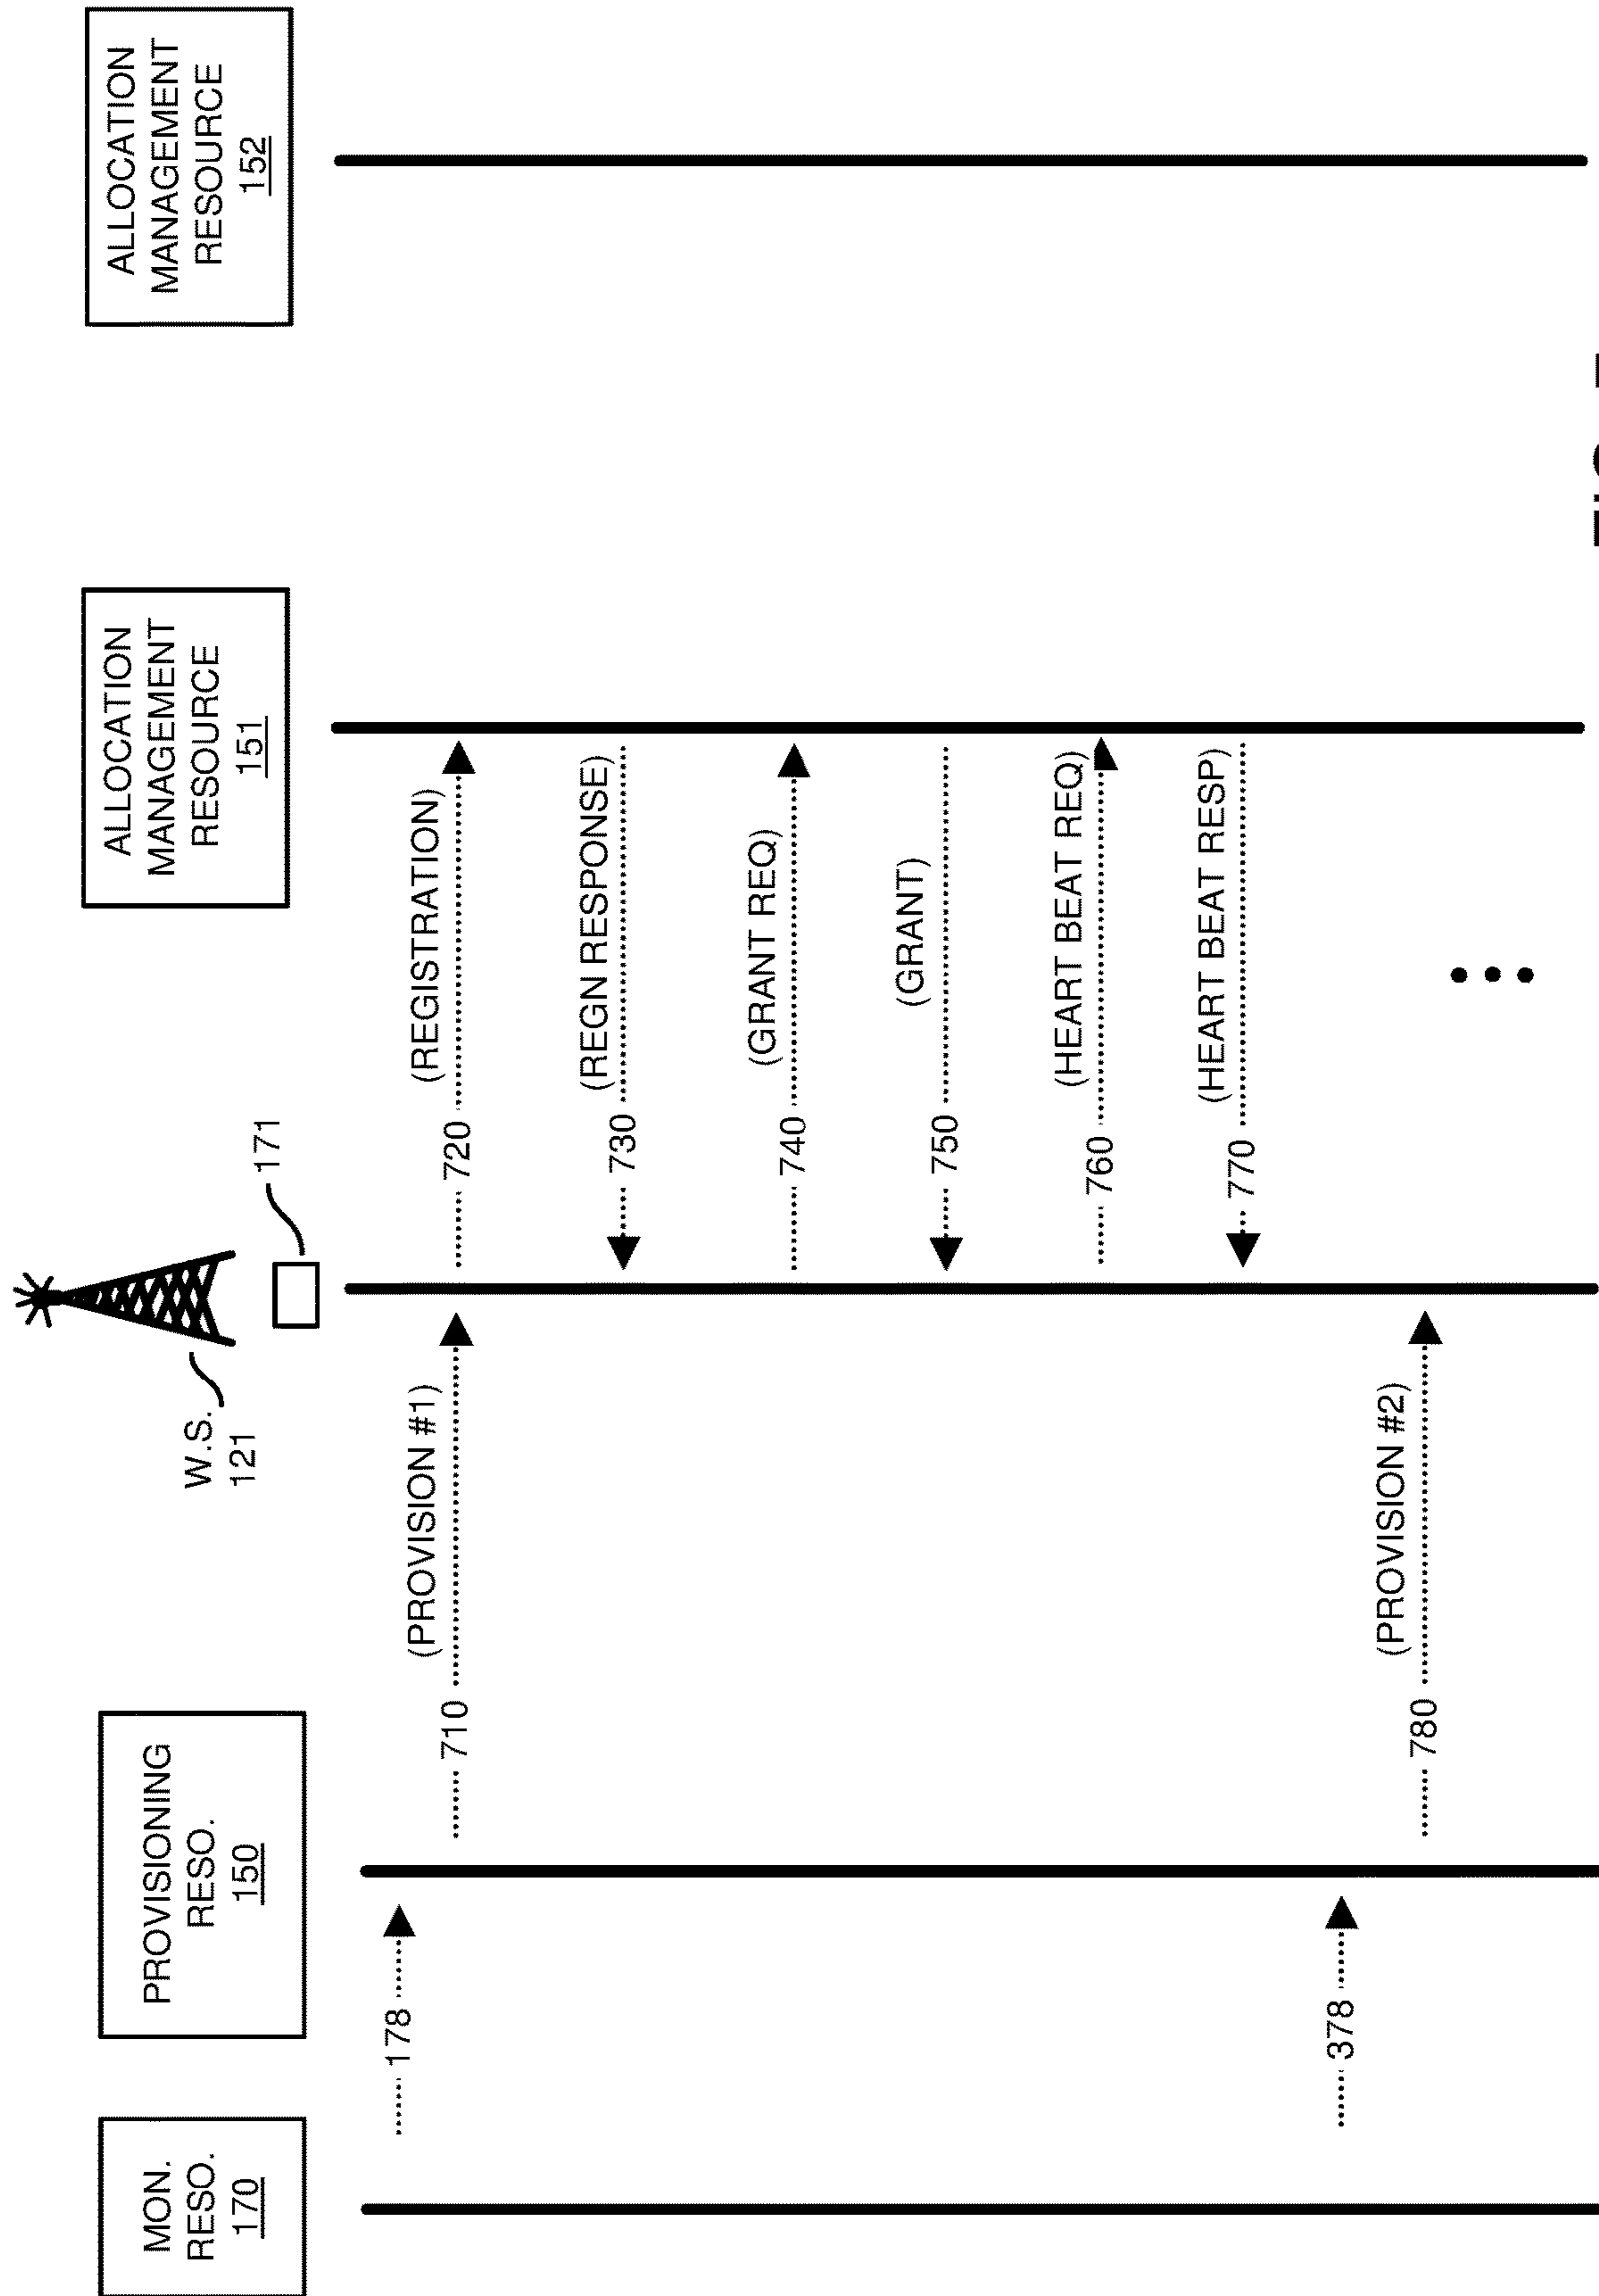 MON.
RESO.
170
PROVISIONING
RESO.
150
W.S.
121
171
ALLOCATION
MANAGEMENT
RESOURCE
151
ALLOCATION
MANAGEMENT
RESOURCE
152
178
710
(PROVISION #1)
720
(REGISTRATION)
730
(REGN RESPONSE)
740
(GRANT REQ)
750
(GRANT)
760
(HEART BEAT REQ)
770
(HEART BEAT RESP)
378
780
(PROVISION #2)